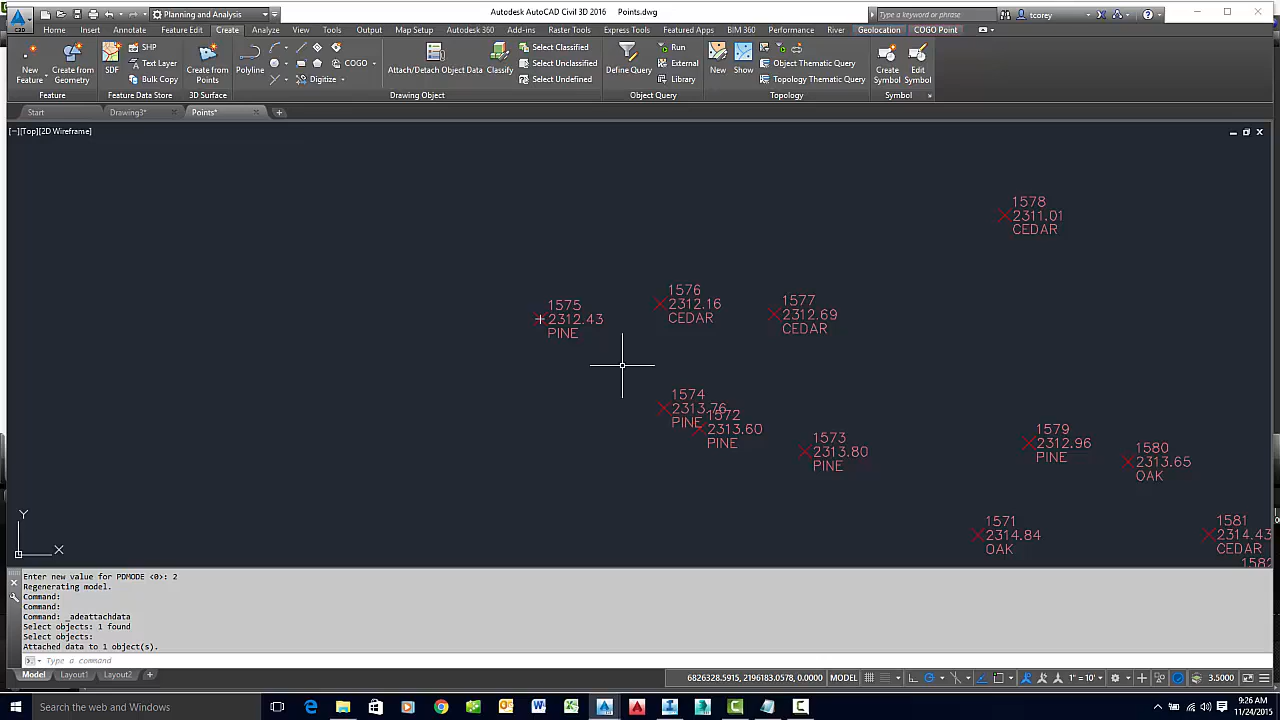 Planning and Analysis
Autodesk AutoCAD Civil 3D 2016 Points.dwg
Type a keyword or phrase
tcorey
Home Insert Annotate Feature Edit Create Analyze View Tools Output Map Setup Autodesk 360 Add-ins Raster Tools Express Tools Featured Apps BIM 360 Performance River Geolocation COGO Point
CIVD
New
Feature
Create from
Geometry
SDF
SHP
Text Layer
Bulk Copy
Create from
Points
Polyline
COGO
Digitize
Attach/Detach Object Data
Classify
Select Classified
Select Unclassified
Select Undefined
Define Query
Run
External
Library
New
Show
Object Thematic Query
Topology Thematic Query
Create
Symbol
Edit
Symbol
Feature
Feature Data Store
3D Surface
Drawing Object
Object Query
Topology
Symbol
Start Drawing3* Points*
[−][Top][2D Wireframe]
1578
2311.01
CEDAR
1575
2312.43
PINE
1576
2312.16
CEDAR
1577
2312.69
CEDAR
1574
2313.76
PINE
1572
2313.60
PINE
1573
2313.80
PINE
1579
2312.96
PINE
1580
2313.65
OAK
1571
2314.84
OAK
1581
2314.43
CEDAR
1582
Y
X
Enter new value for PDMODE <0>: 2
Regenerating model.
Command:
Command:
Command: _adeattachdata
Select objects: 1 found
Select objects:
Attached data to 1 object(s).
Type a command
Model Layout1 Layout2
6826328.5915, 2196183.0578, 0.0000 MODEL 1" = 10' 3.5000
Search the web and Windows
9:26 AM
11/24/2015